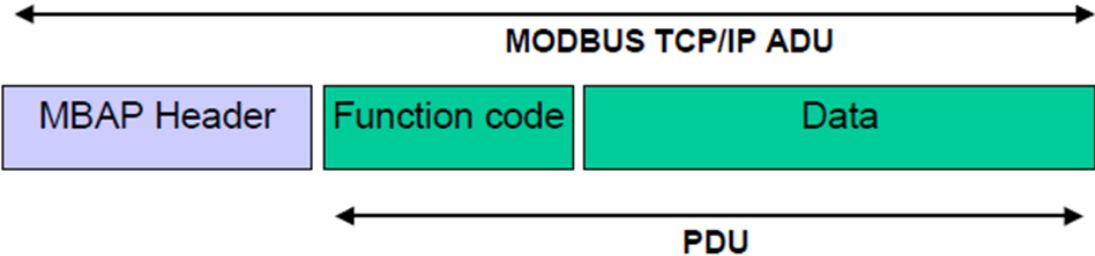 MODBUS TCP/IP ADU
MBAP Header Function code Data
PDU